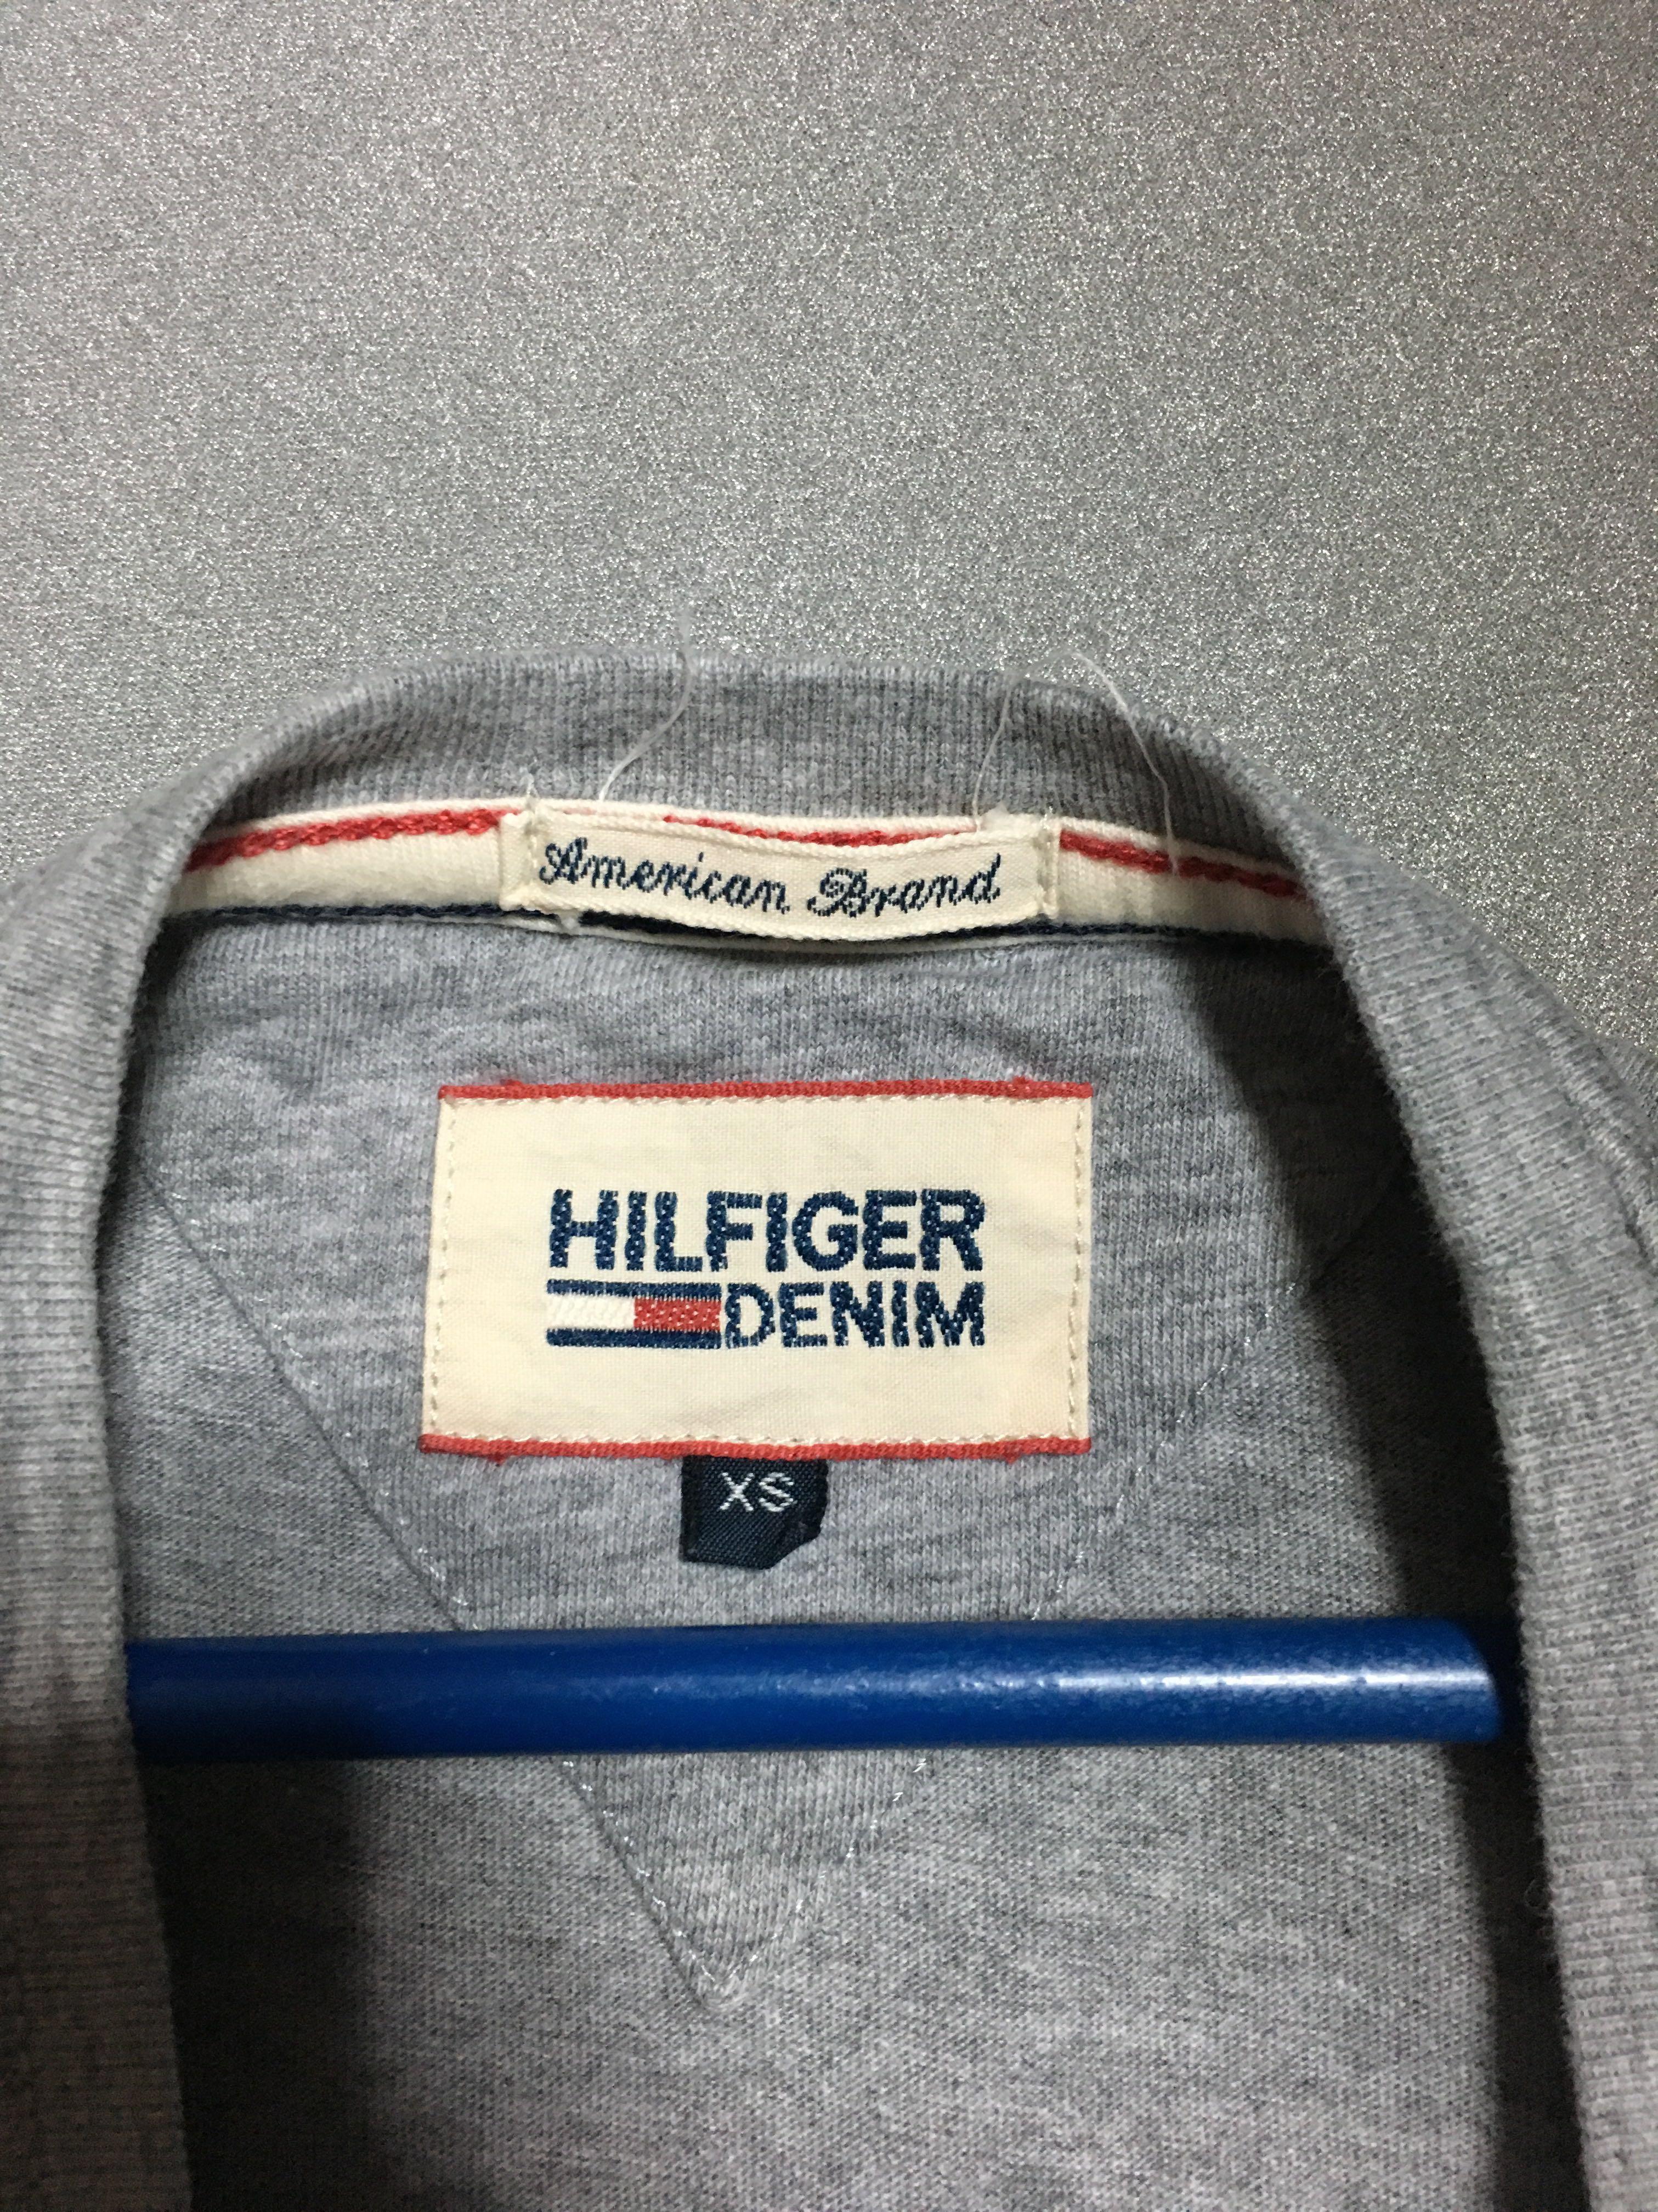 American Brand
HILFIGER
DENIM
XS